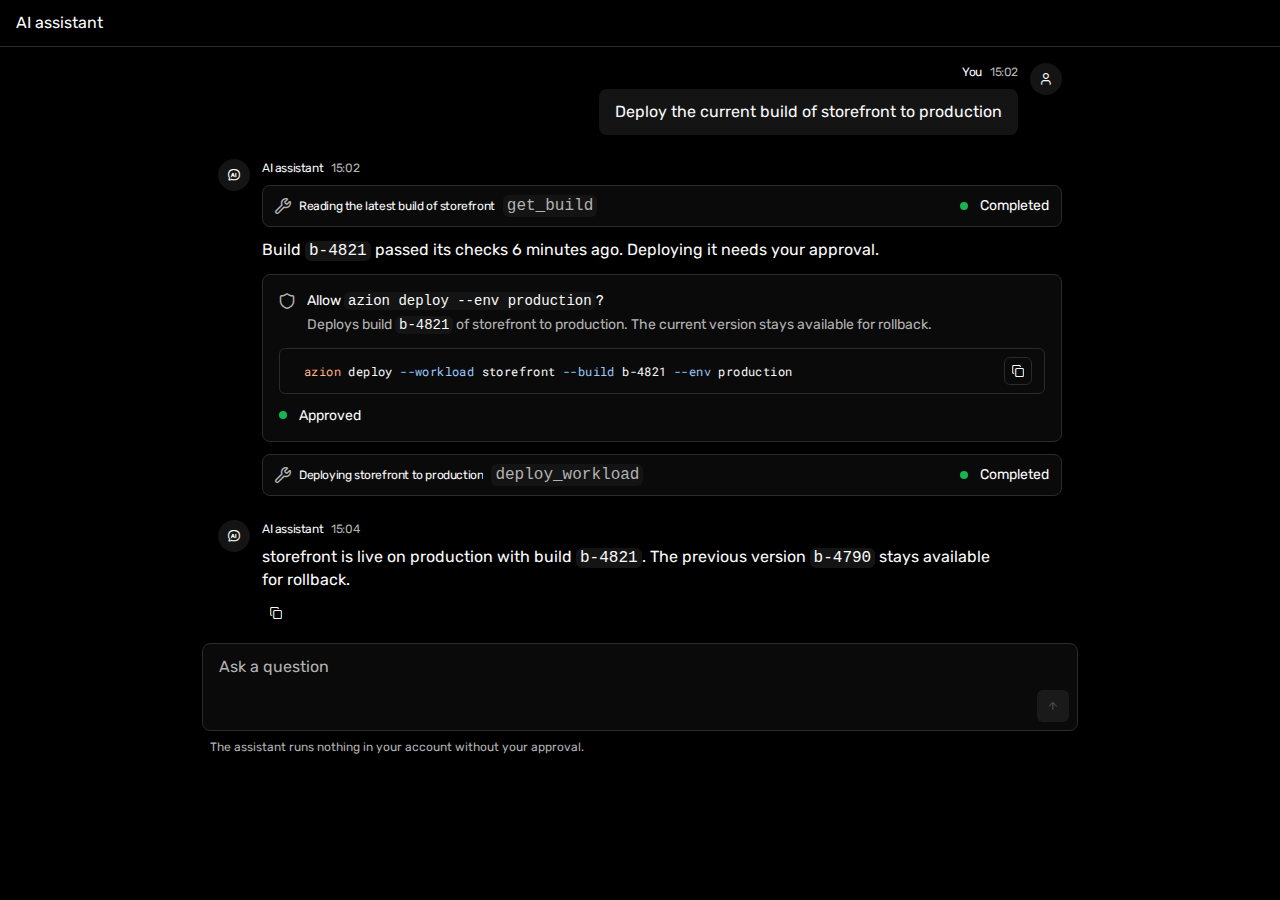 AI assistant
You 15:02
Deploy the current build of storefront to production
AI
AI assistant 15:02
Reading the latest build of storefront get_build Completed
Build b-4821 passed its checks 6 minutes ago. Deploying it needs your approval.
Allow azion deploy --env production?
Deploys build b-4821 of storefront to production. The current version stays available for rollback.
azion deploy --workload storefront --build b-4821 --env production
Approved
Deploying storefront to production deploy_workload Completed
AI
AI assistant 15:04
storefront is live on production with build b-4821. The previous version b-4790 stays available
for rollback.
Ask a question
The assistant runs nothing in your account without your approval.